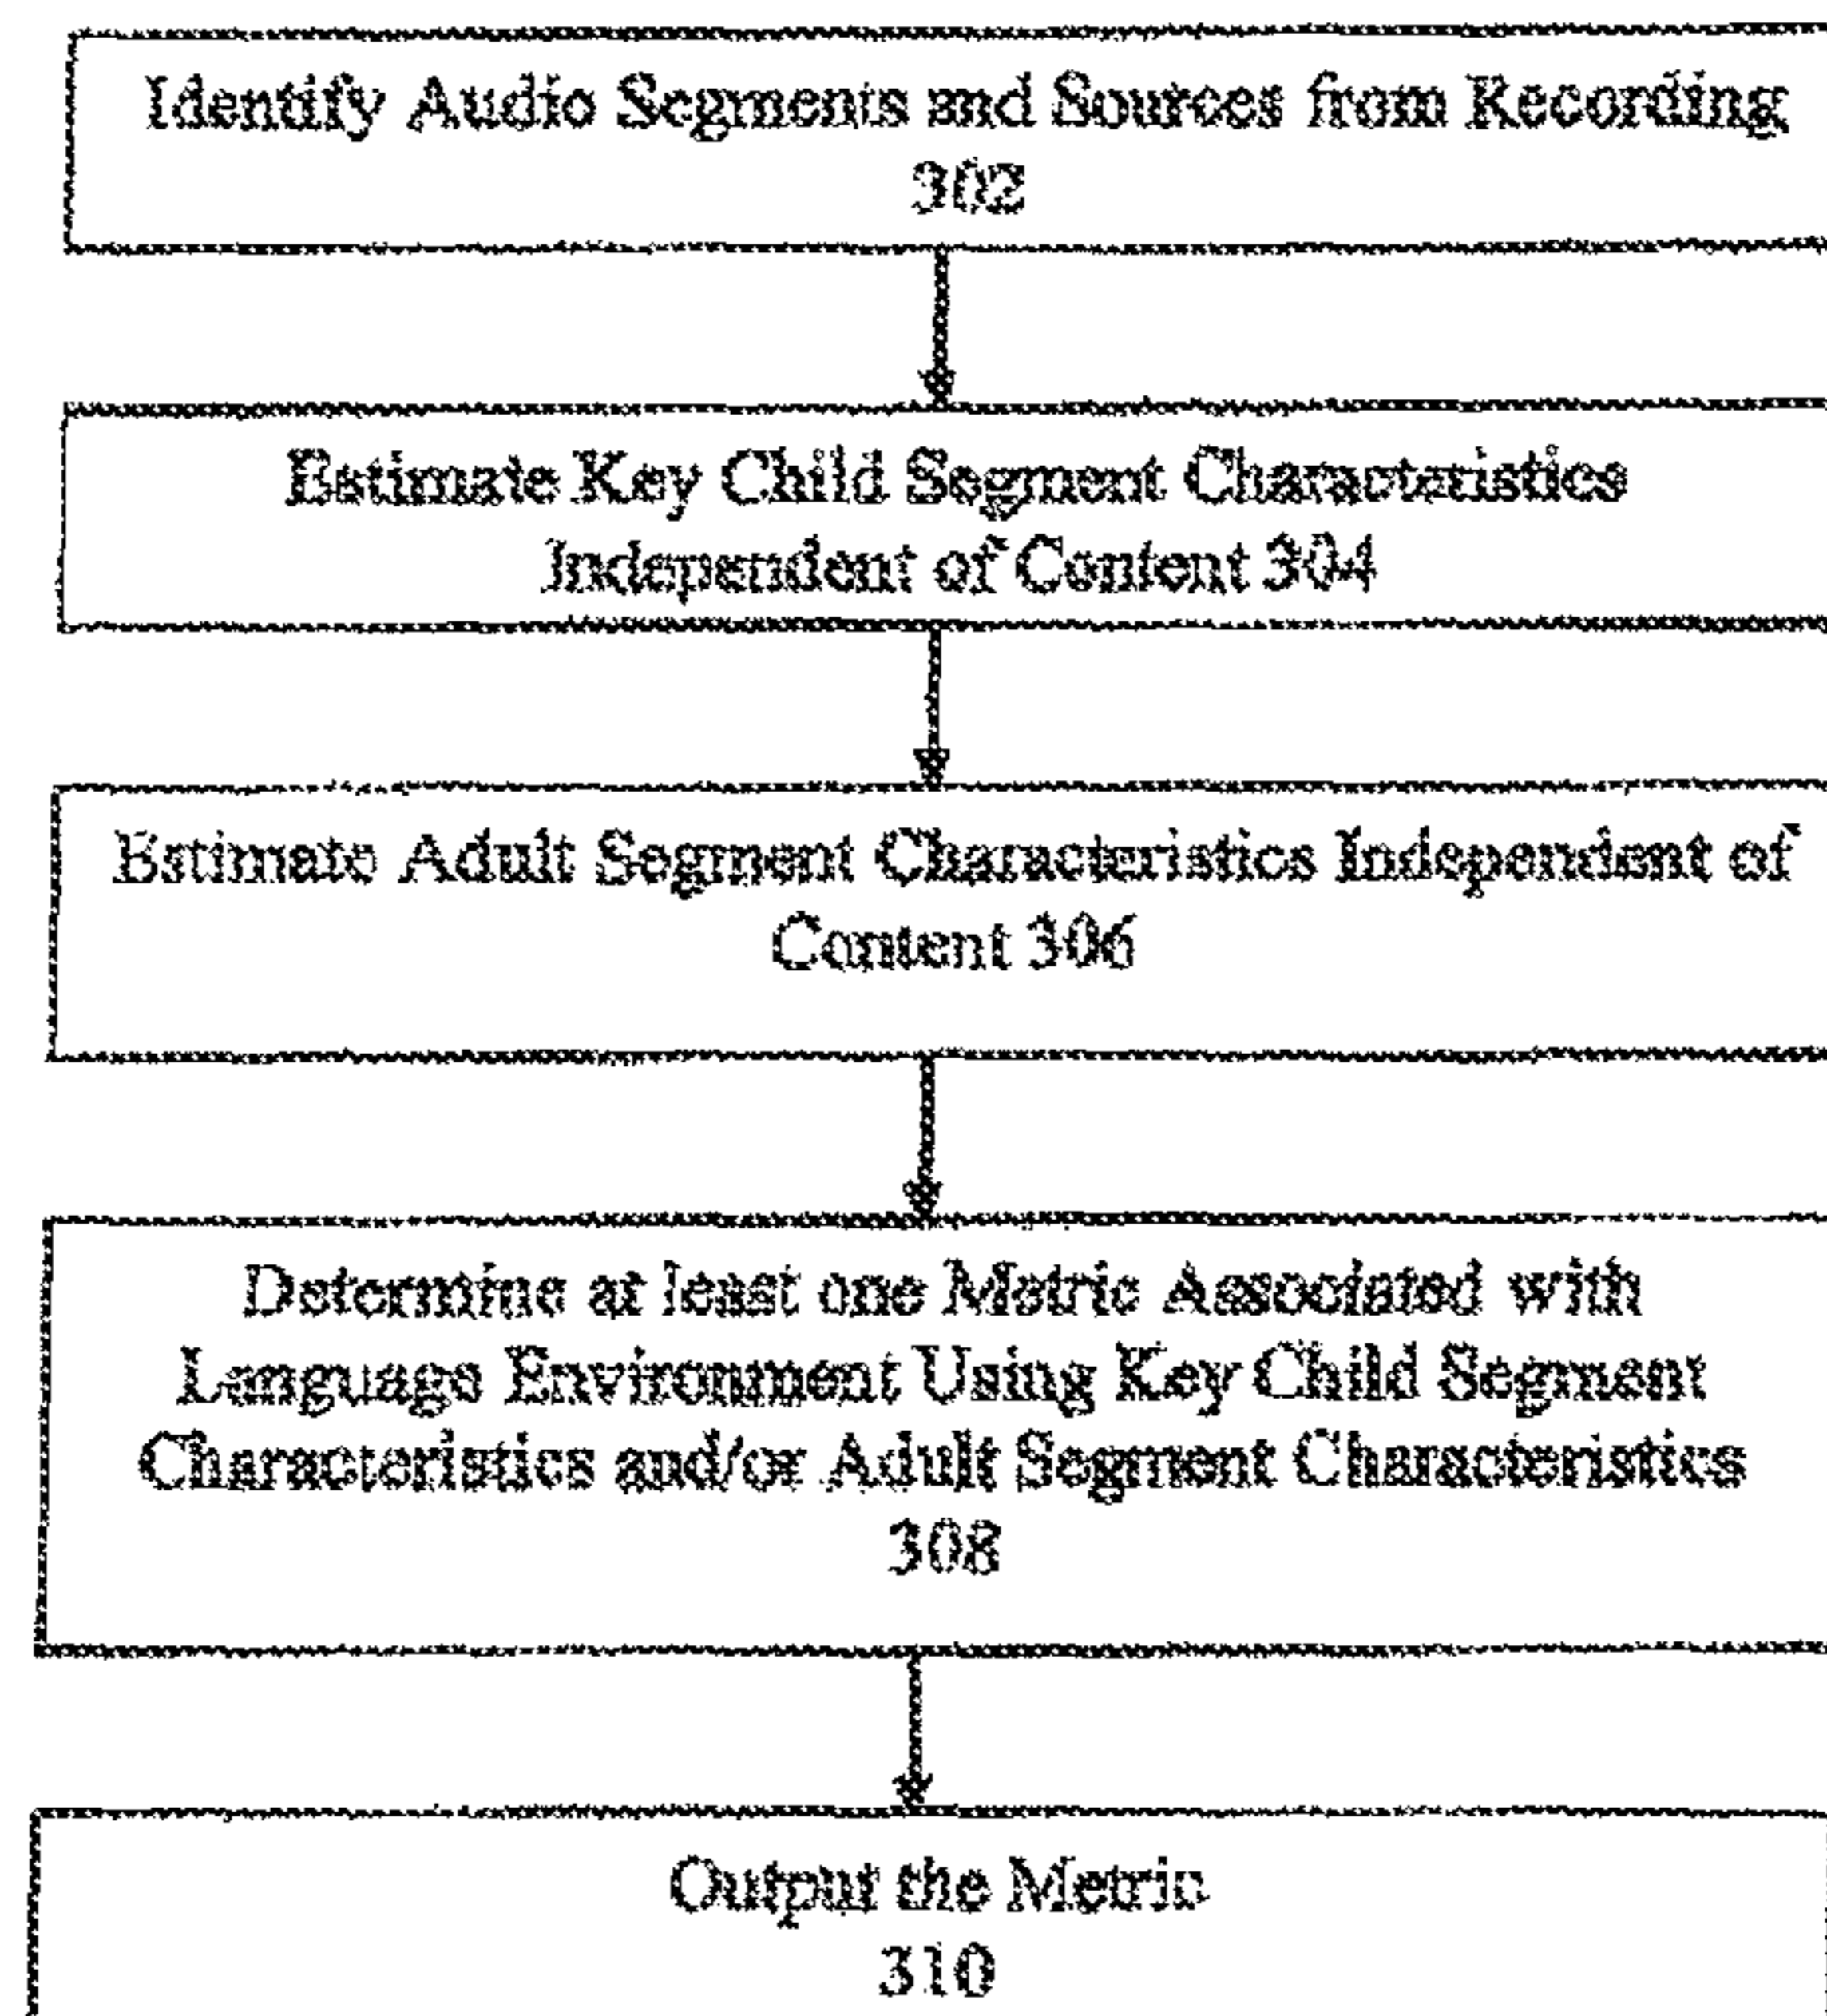 Identify Audio Segments and Sources from Recording
302
Estimate Key Child Segment Characteristics
Independent of Content 304
Estimate Adult Segment Characteristics Independent of
Content 306
Determine at least one Metric Associated with
Language Environment Using Key Child Segment
Characteristics and/or Adult Segment Characteristics
308
Output the Metric
310